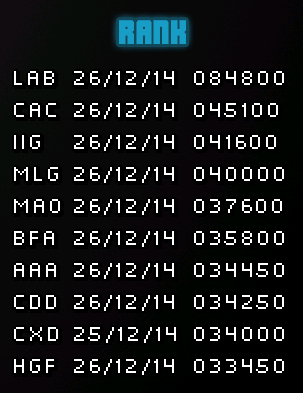 RANK
LAB 26/12/14 084800
CAC 26/12/14 045100
IIG 26/12/14 041600
MLG 26/12/14 040000
MAO 26/12/14 037600
BFA 26/12/14 035800
AAA 26/12/14 034450
CDD 26/12/14 034250
CXD 25/12/14 034000
HGF 26/12/14 033450